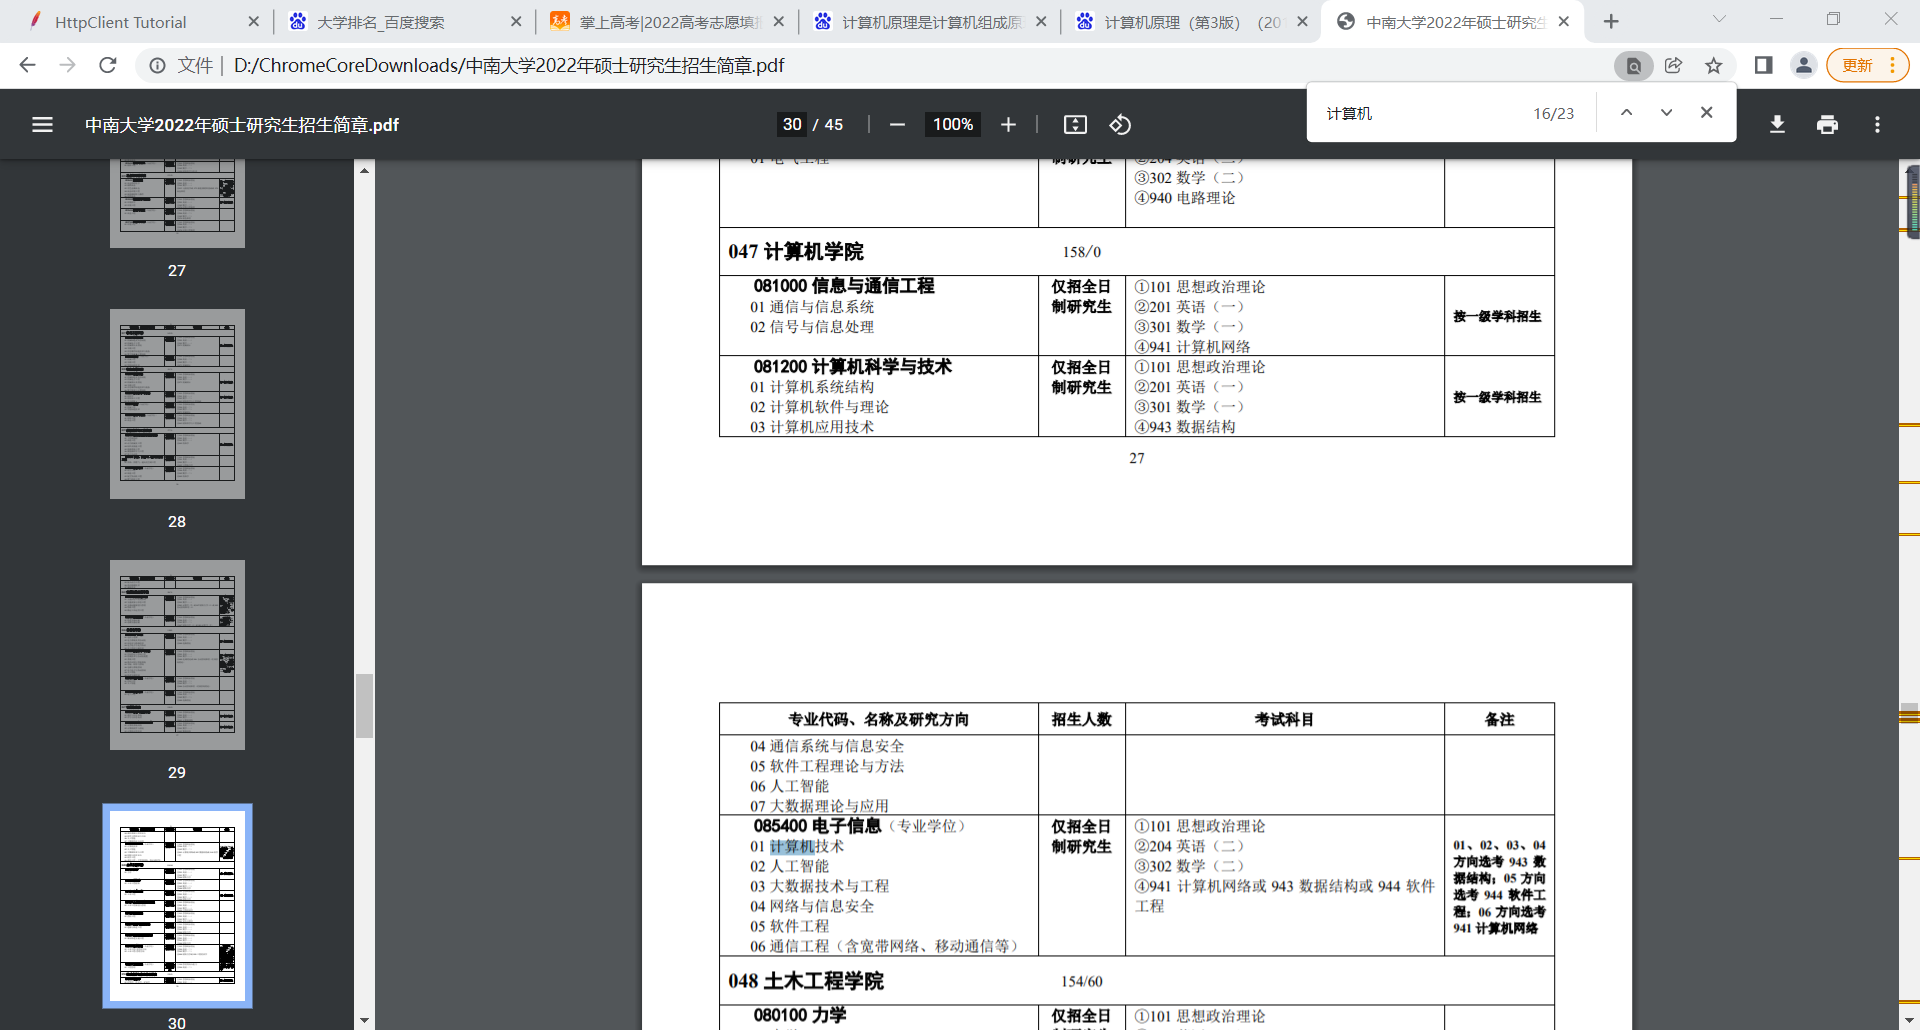 HttpClient Tutorial
大学排名_百度搜索
掌上高考|2022高考志愿填报
计算机原理是计算机组成原
计算机原理（第3版）（20
中南大学2022年硕士研究生
文件 | D:/ChromeCoreDownloads/中南大学2022年硕士研究生招生简章.pdf
更新
中南大学2022年硕士研究生招生简章.pdf
30 / 45
100%
计算机
16/23
27
28
29
30
01 电气工程
制研究生
②204 英语（二）
③302 数学（二）
④940 电路理论
047 计算机学院 158/0
081000 信息与通信工程
01 通信与信息系统
02 信号与信息处理
仅招全日
制研究生
①101 思想政治理论
②201 英语（一）
③301 数学（一）
④941 计算机网络
按一级学科招生
081200 计算机科学与技术
01 计算机系统结构
02 计算机软件与理论
03 计算机应用技术
仅招全日
制研究生
①101 思想政治理论
②201 英语（一）
③301 数学（一）
④943 数据结构
按一级学科招生
27
专业代码、名称及研究方向 招生人数 考试科目 备注
04 通信系统与信息安全
05 软件工程理论与方法
06 人工智能
07 大数据理论与应用
085400 电子信息（专业学位）
01 计算机技术
02 人工智能
03 大数据技术与工程
04 网络与信息安全
05 软件工程
06 通信工程（含宽带网络、移动通信等）
仅招全日
制研究生
①101 思想政治理论
②204 英语（二）
③302 数学（二）
④941 计算机网络或 943 数据结构或 944 软件
工程
01、02、03、04
方向选考 943 数
据结构；05 方向
选考 944 软件工
程；06 方向选考
941 计算机网络
048 土木工程学院 154/60
080100 力学
仅招全日
①101 思想政治理论